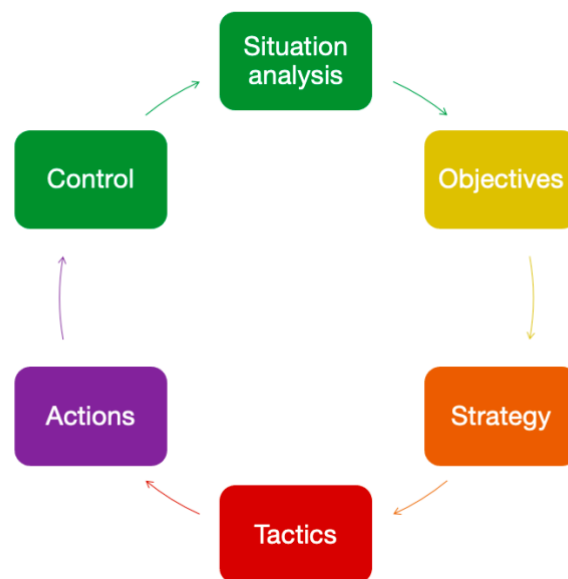 Situation
analysis
Objectives
Strategy
Tactics
Actions
Control